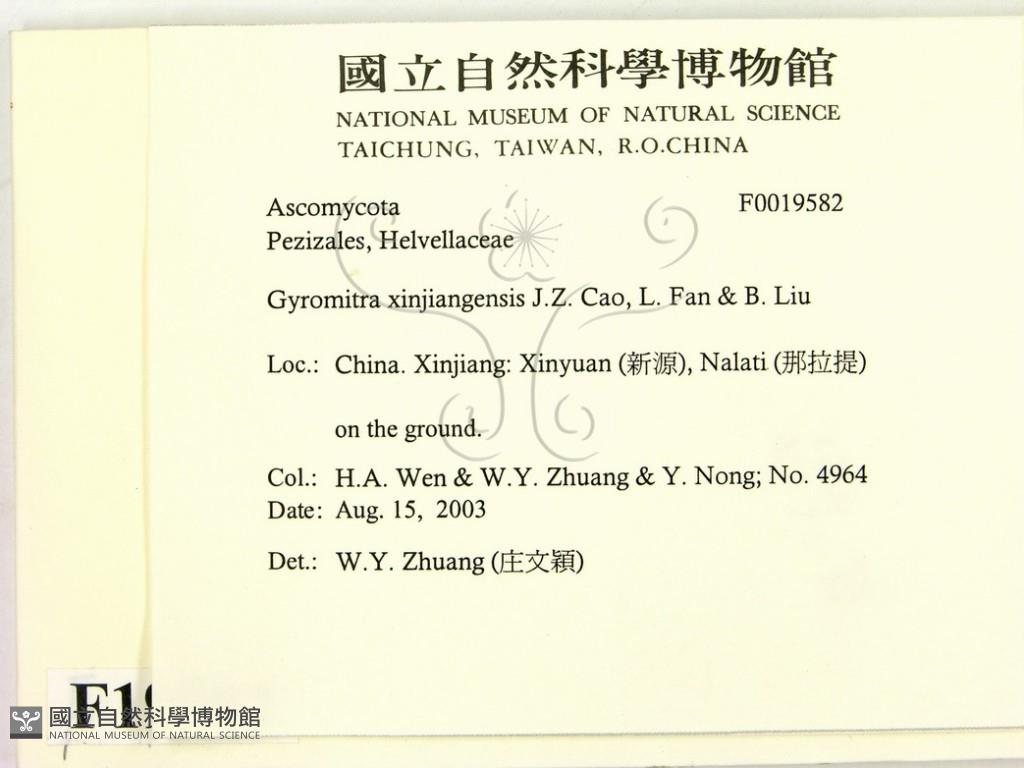 國立自然科學博物館
NATIONAL MUSEUM OF NATURAL SCIENCE
TAICHUNG, TAIWAN, R.O.CHINA
Ascomycota F0019582
Pezizales, Helvellaceae
Gyromitra xinjiangensis J.Z. Cao, L. Fan & B. Liu
Loc.: China. Xinjiang: Xinyuan (新源), Nalati (那拉提)
on the ground.
Col.: H.A. Wen & W.Y. Zhuang & Y. Nong; No. 4964
Date: Aug. 15, 2003
Det.: W.Y. Zhuang (庄文穎)
F19
國立自然科學博物館
NATIONAL MUSEUM OF NATURAL SCIENCE